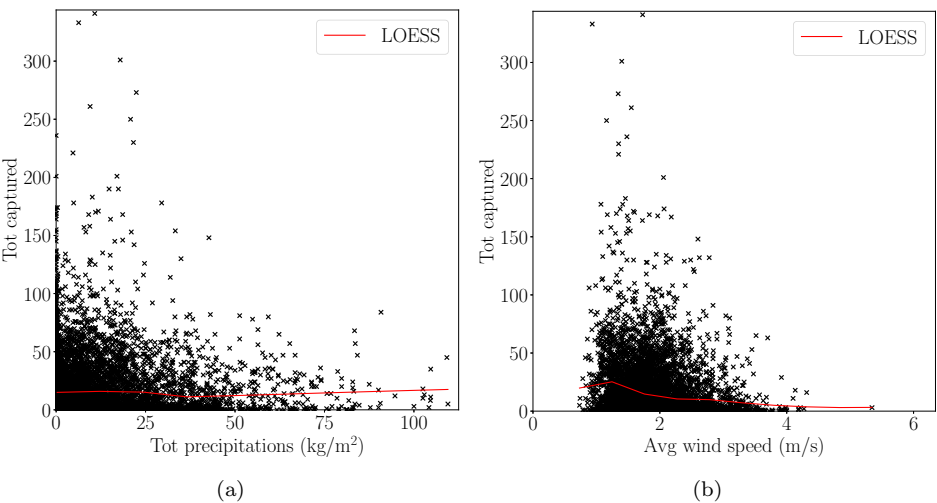 LOESS
300
250
200
150
100
50
0
Tot captured
0 25 50 75 100
Tot precipitations (kg/m²)
(a)
LOESS
300
250
200
150
100
50
0
Tot captured
0 2 4 6
Avg wind speed (m/s)
(b)